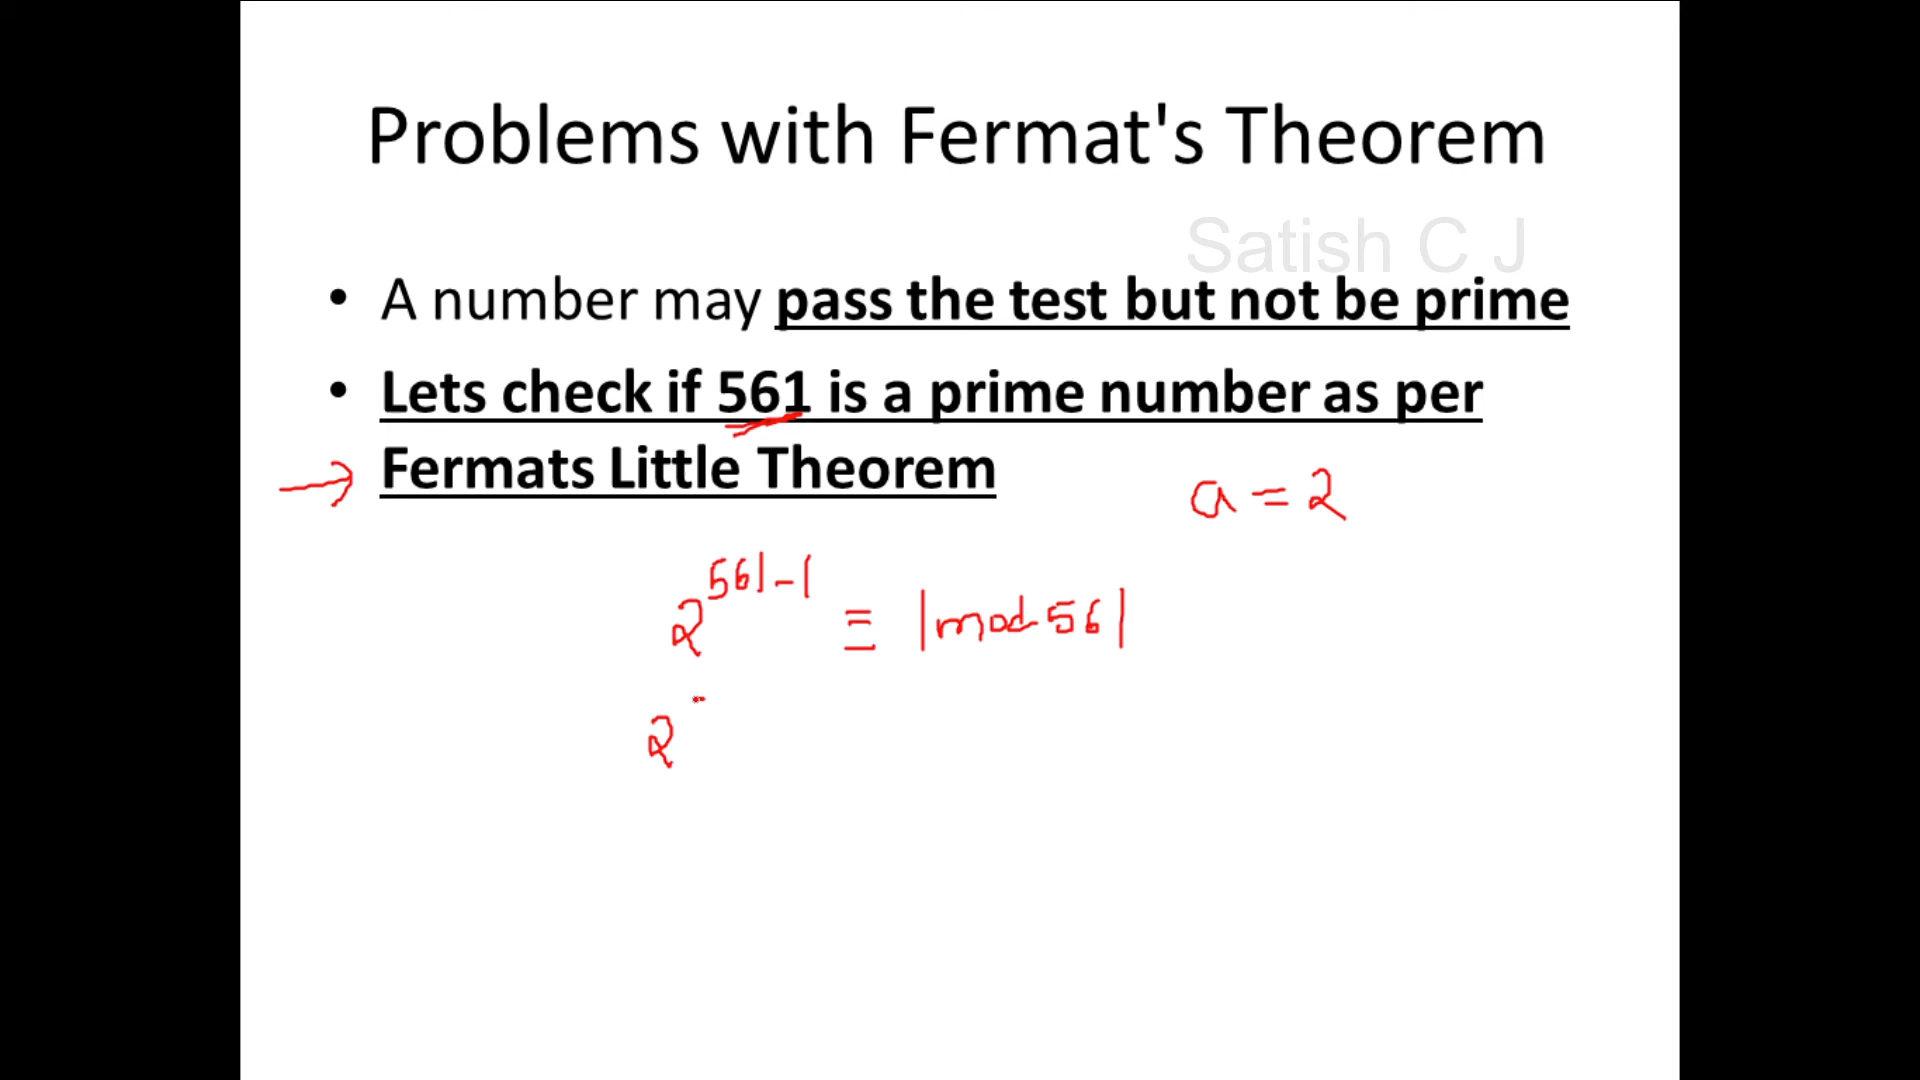 Problems with Fermat's Theorem
Satish C J
• A number may pass the test but not be prime
• Lets check if 561 is a prime number as per
→ Fermats Little Theorem
a = 2
2^561-1 ≡ 1 mod 561
2